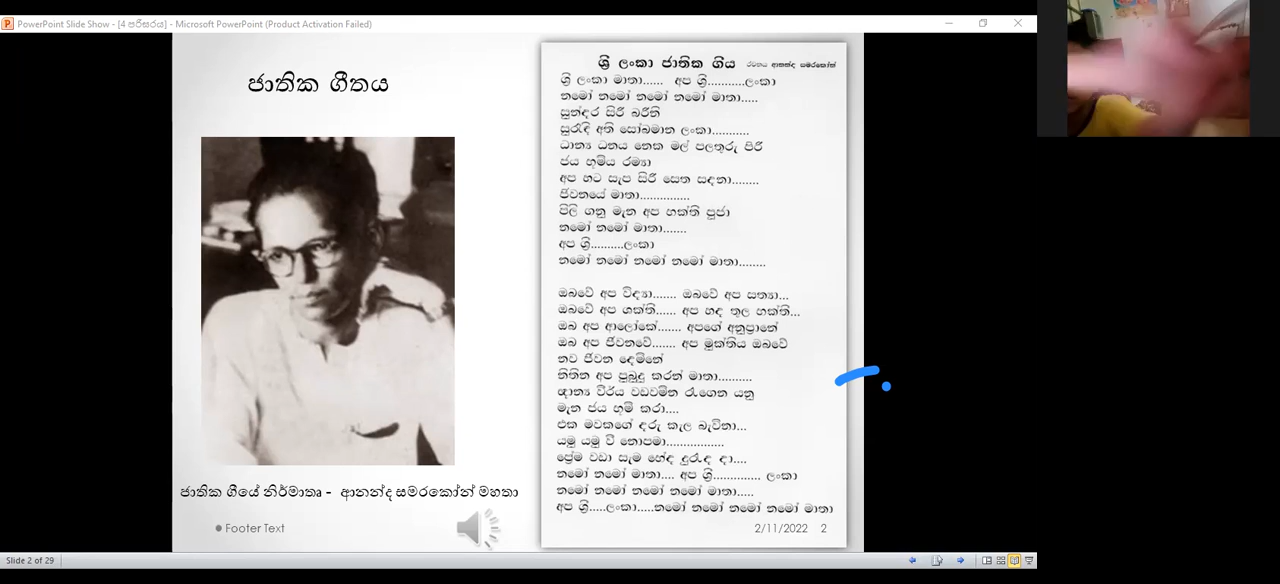 PowerPoint Slide Show - [4 පරිසරය] - Microsoft PowerPoint (Product Activation Failed)
ජාතික ගීතය
ජාතික ගීයේ නිර්මාතෘ - ආනන්ද සමරකෝන් මහතා
Footer Text
ශ්‍රී ලංකා ජාතික ගීය රචනය ආනන්ද සමරකෝන්
ශ්‍රී ලංකා මාතා...... අප ශ්‍රී...........ලංකා
නමෝ නමෝ නමෝ නමෝ මාතා.....
සුන්දර සිරි බරිනි
සුරැඳි අති සෝබමාන ලංකා...........
ධාන්‍ය ධනය නෙක මල් පලතුරු පිරි
ජය භූමිය රම්‍යා
අප හට සැප සිරි සෙත සදනා........
ජීවනයේ මාතා...............
පිලි ගනු මැන අප භක්ති පූජා
නමෝ නමෝ මාතා.......
අප ශ්‍රී..........ලංකා
නමෝ නමෝ නමෝ නමෝ මාතා........
ඔබවේ අප විද්‍යා....... ඔබවේ අප සත්‍යා...
ඔබවේ අප ශක්ති...... අප හද තුල භක්ති...
ඔබ අප ආලෝකේ....... අපගේ අනුප්‍රානේ
ඔබ අප ජීවනවේ....... අප මුක්තිය ඔබවේ
නව ජීවන දෙමිනේ
නිතින අප පුබුදු කරන් මාතා..........
ඥාන්‍ය වීර්ය වඩවමින රැගෙන යනු
මැන ජය භූමි කරා....
එක මවකගේ දරු කැල බැවිනා...
යමු යමු වී නොපමා.................
ප්‍රේම වඩා සැම භේද දුරැද දා....
නමෝ නමෝ මාතා.... අප ශ්‍රී.............. ලංකා
නමෝ නමෝ නමෝ නමෝ මාතා.....
අප ශ්‍රී.....ලංකා.....නමෝ නමෝ නමෝ නමෝ මාතා
2/11/2022 2
Slide 2 of 29